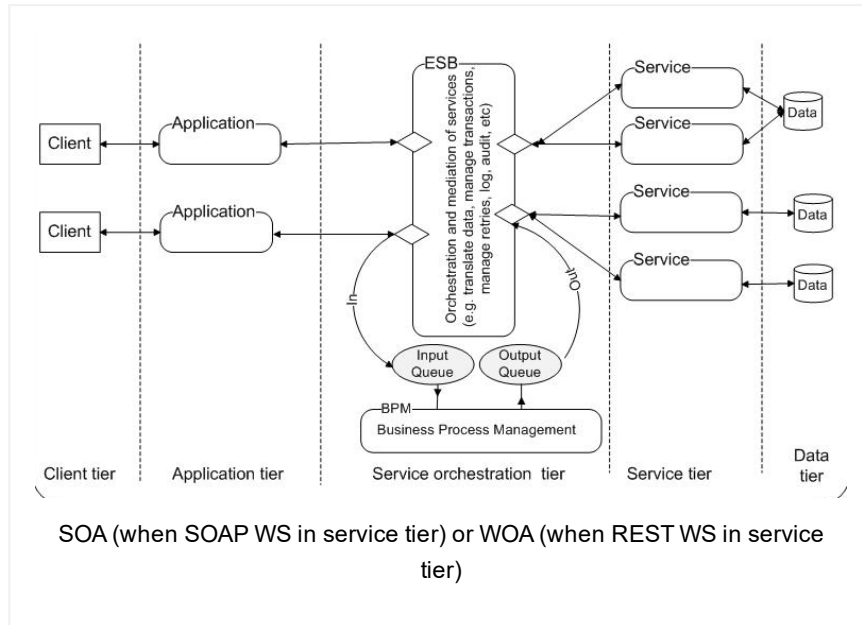 ESB
Service
Application
Orchestration and mediation of services
(e.g. translate data, manage transactions,
manage retries, log, audit, etc)
Client
Data
Service
Application
Service
Client
Data
Service
In
Out
Data
Input
Queue
Output
Queue
BPM
Business Process Management
Client tier
Application tier
Service orchestration tier
Service tier
Data
tier
SOA (when SOAP WS in service tier) or WOA (when REST WS in service
tier)